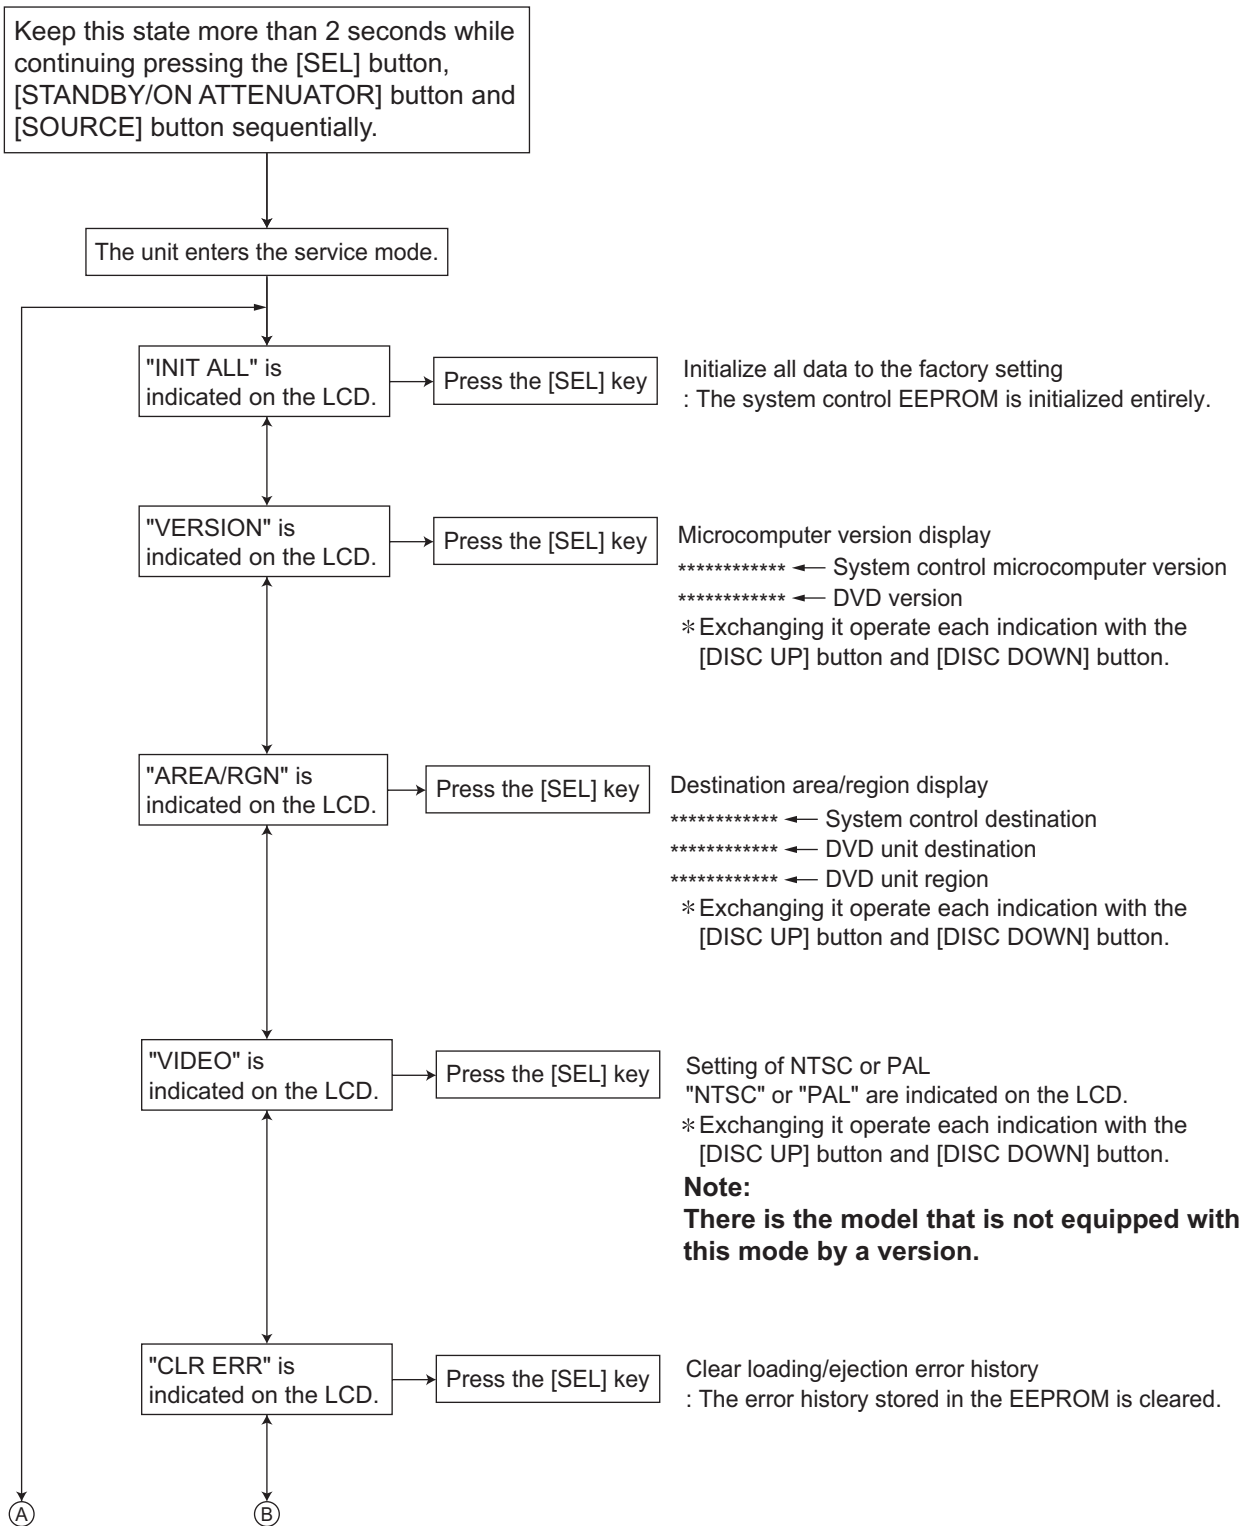 Keep this state more than 2 seconds while
continuing pressing the [SEL] button,
[STANDBY/ON ATTENUATOR] button and
[SOURCE] button sequentially.
The unit enters the service mode.
"INIT ALL" is
indicated on the LCD.
Press the [SEL] key
Initialize all data to the factory setting
: The system control EEPROM is initialized entirely.
"VERSION" is
indicated on the LCD.
Press the [SEL] key
Microcomputer version display
************ ← System control microcomputer version
************ ← DVD version
*Exchanging it operate each indication with the
[DISC UP] button and [DISC DOWN] button.
"AREA/RGN" is
indicated on the LCD.
Press the [SEL] key
Destination area/region display
************ ← System control destination
************ ← DVD unit destination
************ ← DVD unit region
*Exchanging it operate each indication with the
[DISC UP] button and [DISC DOWN] button.
"VIDEO" is
indicated on the LCD.
Press the [SEL] key
Setting of NTSC or PAL
"NTSC" or "PAL" are indicated on the LCD.
*Exchanging it operate each indication with the
[DISC UP] button and [DISC DOWN] button.
Note:
There is the model that is not equipped with
this mode by a version.
"CLR ERR" is
indicated on the LCD.
Press the [SEL] key
Clear loading/ejection error history
: The error history stored in the EEPROM is cleared.
A
B